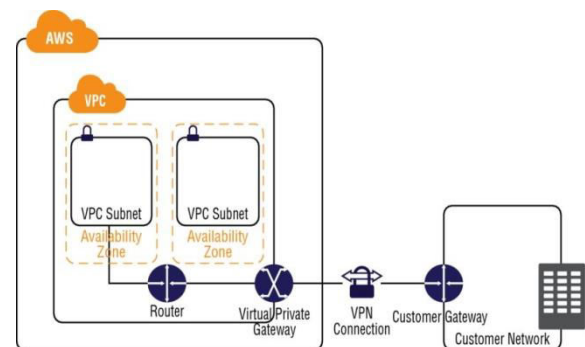 AWS
VPC
VPC Subnet
VPC Subnet
Availability
Zone
Availability
Zone
Router
Virtual Private
Gateway
VPN
Connection
Customer Gateway
Customer Network